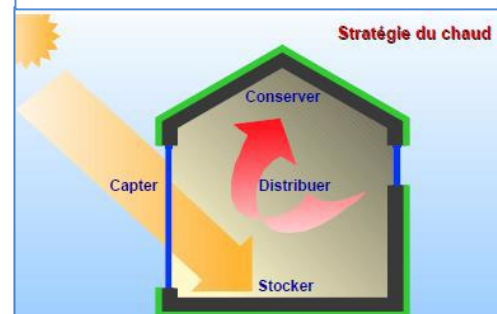 Stratégie du chaud
Conserver
Capter
Distribuer
Stocker